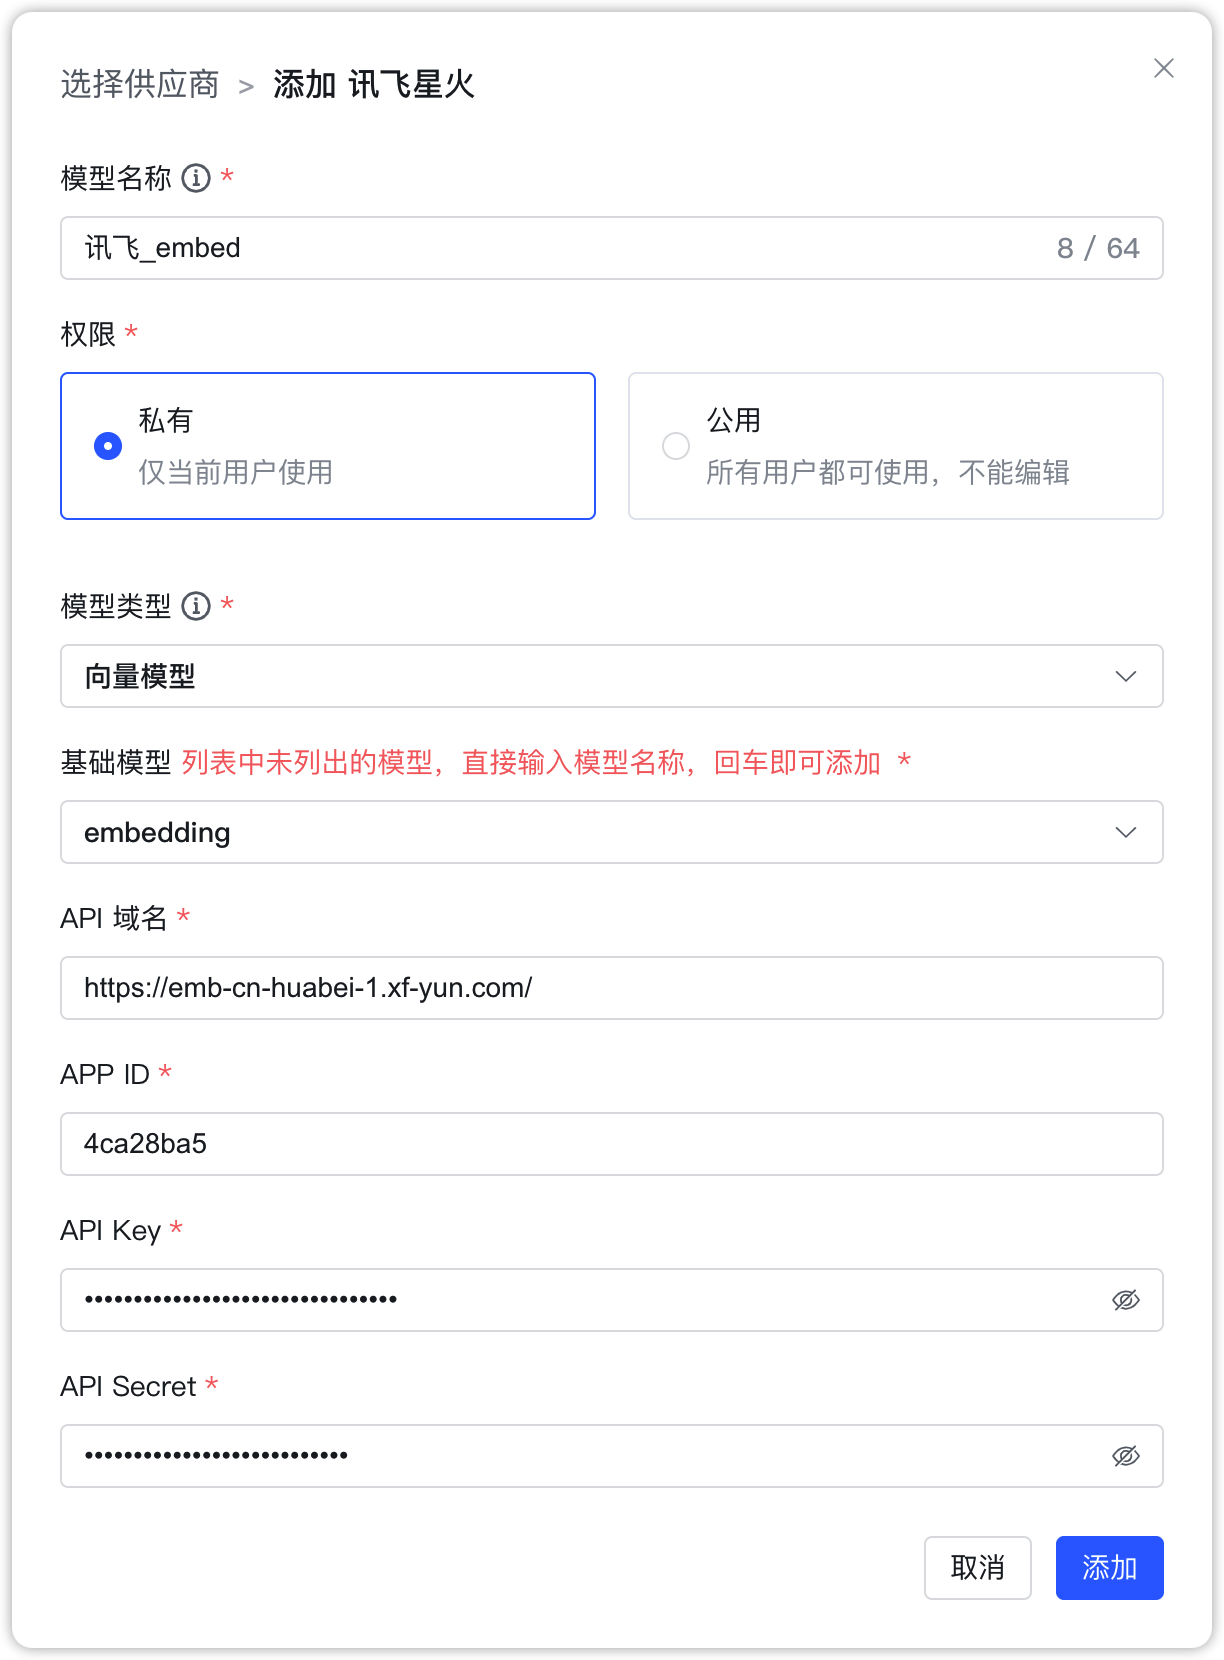 选择供应商 > 添加 讯飞星火
模型名称 *
讯飞_embed 8 / 64
权限 *
私有
仅当前用户使用
公用
所有用户都可使用，不能编辑
模型类型 *
向量模型
基础模型 列表中未列出的模型，直接输入模型名称，回车即可添加 *
embedding
API 域名 *
https://emb-cn-huabei-1.xf-yun.com/
APP ID *
4ca28ba5
API Key *
••••••••••••••••••••••••••••••••
API Secret *
•••••••••••••••••••••••••••
取消 添加